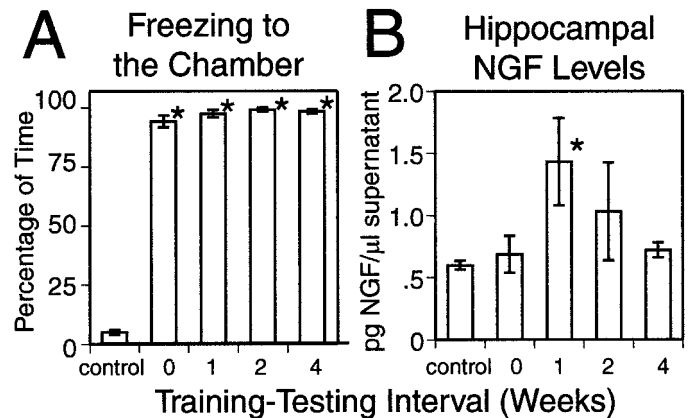 A
Freezing to
the Chamber
Percentage of Time
100
75
50
25
0
*
*
*
*
control 0 1 2 4
B
Hippocampal
NGF Levels
pg NGF/μl supernatant
2.0
1.5
1.0
.5
0
*
control 0 1 2 4
Training-Testing Interval (Weeks)